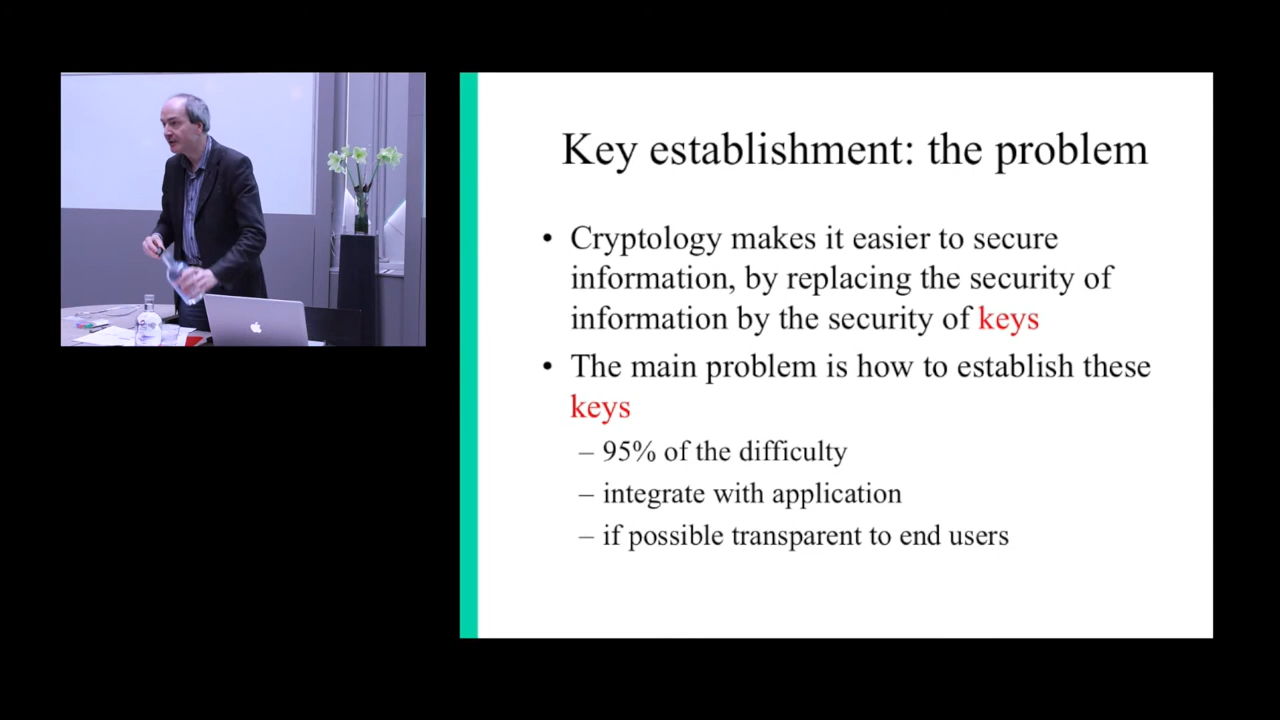 Key establishment: the problem
• Cryptology makes it easier to secure
information, by replacing the security of
information by the security of keys
• The main problem is how to establish these
keys
– 95% of the difficulty
– integrate with application
– if possible transparent to end users